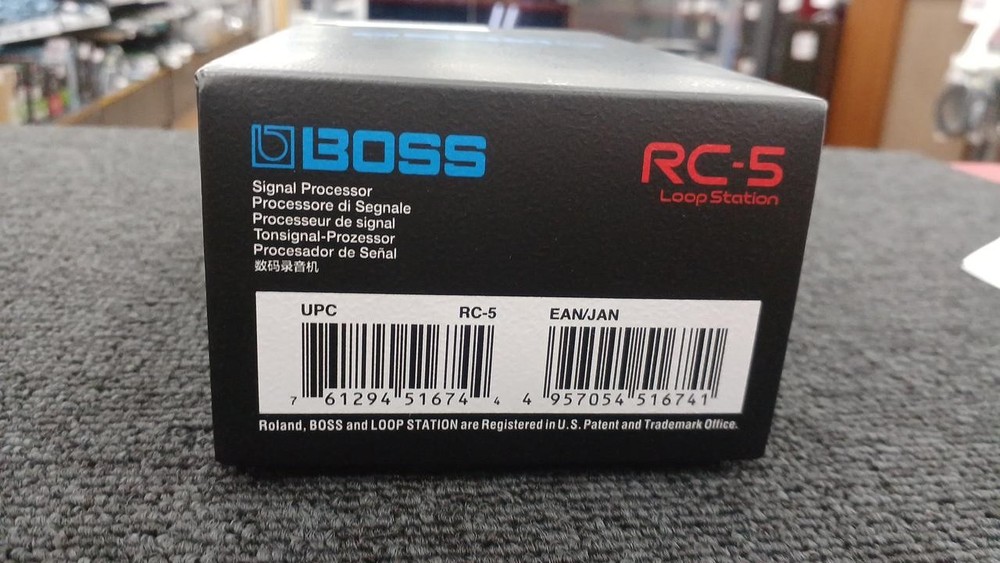 BOSS
RC-5
Loop Station
Signal Processor
Processore di Segnale
Processeur de signal
Tonsignal-Prozessor
Procesador de Señal
数码录音机
UPC RC-5 EAN/JAN
7 61294 51674 4 4 957054 516741
Roland, BOSS and LOOP STATION are Registered in U.S. Patent and Trademark Office.